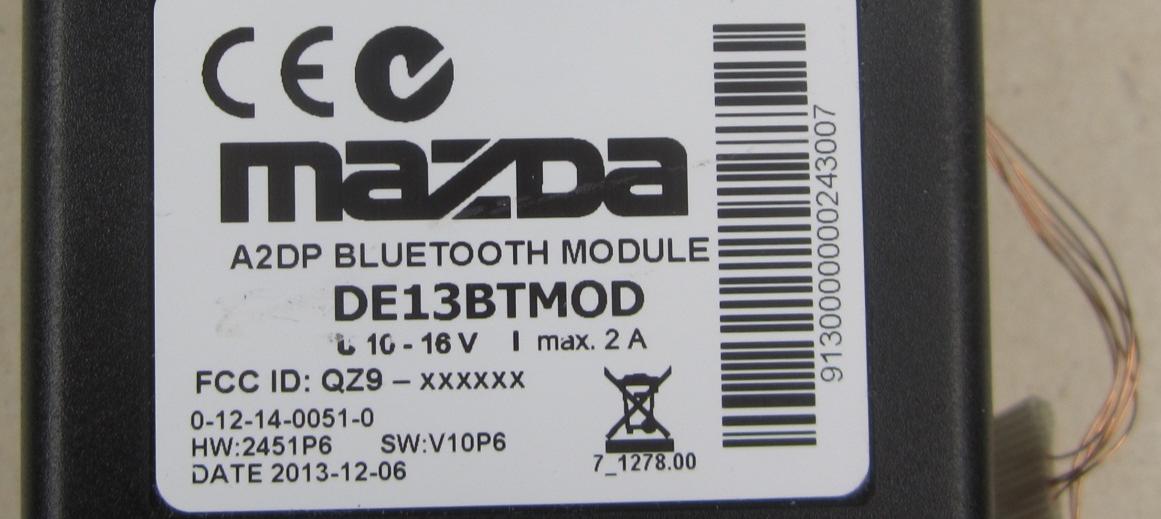 CE
mazda
A2DP BLUETOOTH MODULE
DE13BTMOD
U 10 - 16 V I max. 2 A
FCC ID: QZ9 – xxxxxx
0-12-14-0051-0
HW:2451P6 SW:V10P6
DATE 2013-12-06
7_1278.00
9130000000243007